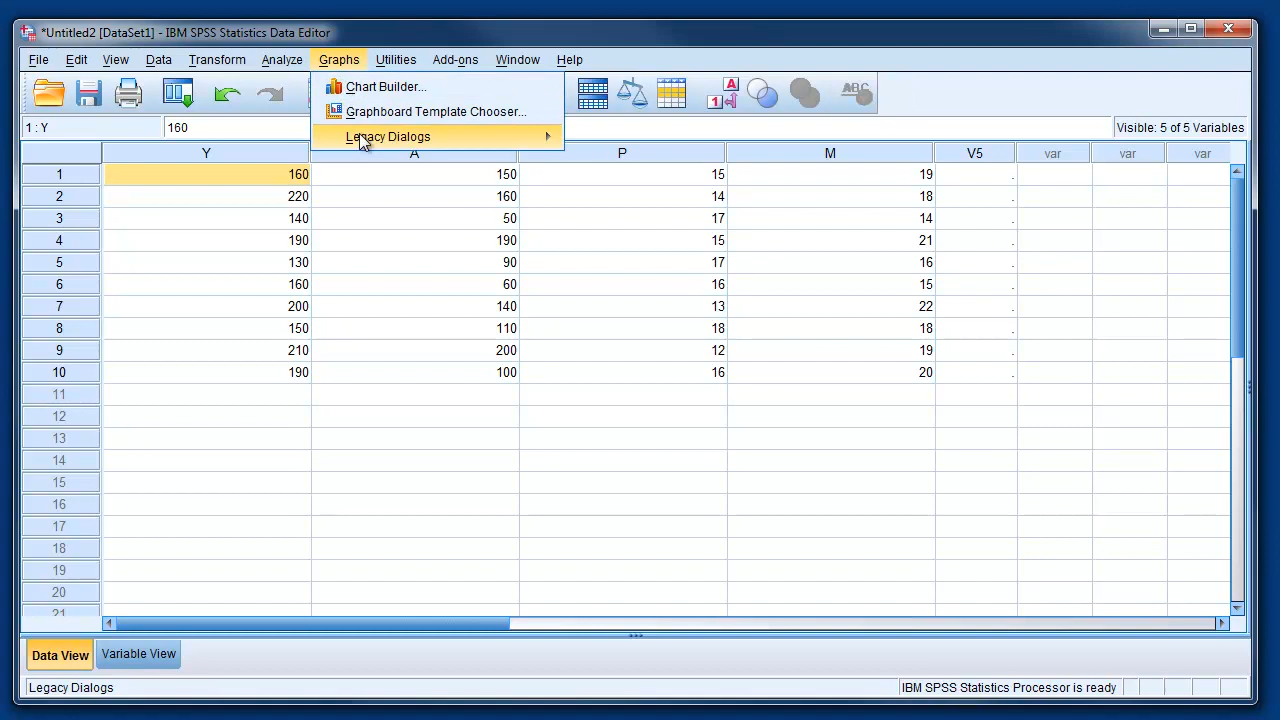 *Untitled2 [DataSet1] - IBM SPSS Statistics Data Editor
File Edit View Data Transform Analyze Graphs Utilities Add-ons Window Help
Chart Builder...
Graphboard Template Chooser...
Legacy Dialogs
A
ABC
1 : Y 160 Visible: 5 of 5 Variables
Y A P M V5 var var var
1 160 150 15 19 .
2 220 160 14 18 .
3 140 50 17 14 .
4 190 190 15 21 .
5 130 90 17 16 .
6 160 60 16 15 .
7 200 140 13 22 .
8 150 110 18 18 .
9 210 200 12 19 .
10 190 100 16 20 .
11
12
13
14
15
16
17
18
19
20
21
Data View Variable View
Legacy Dialogs IBM SPSS Statistics Processor is ready